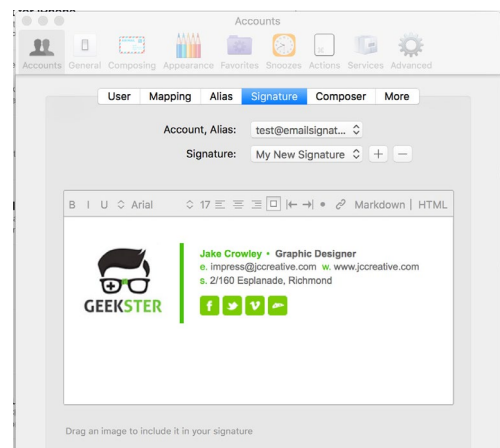 Accounts
Accounts General Composing Appearance Favorites Snoozes Actions Services Advanced
User Mapping Alias Signature Composer More
Account, Alias: test@emailsignat...
Signature: My New Signature + −
B I U Arial 17 Markdown | HTML
Jake Crowley • Graphic Designer
e. impress@jccreative.com w. www.jccreative.com
s. 2/160 Esplanade, Richmond
GEEKSTER
Drag an image to include it in your signature